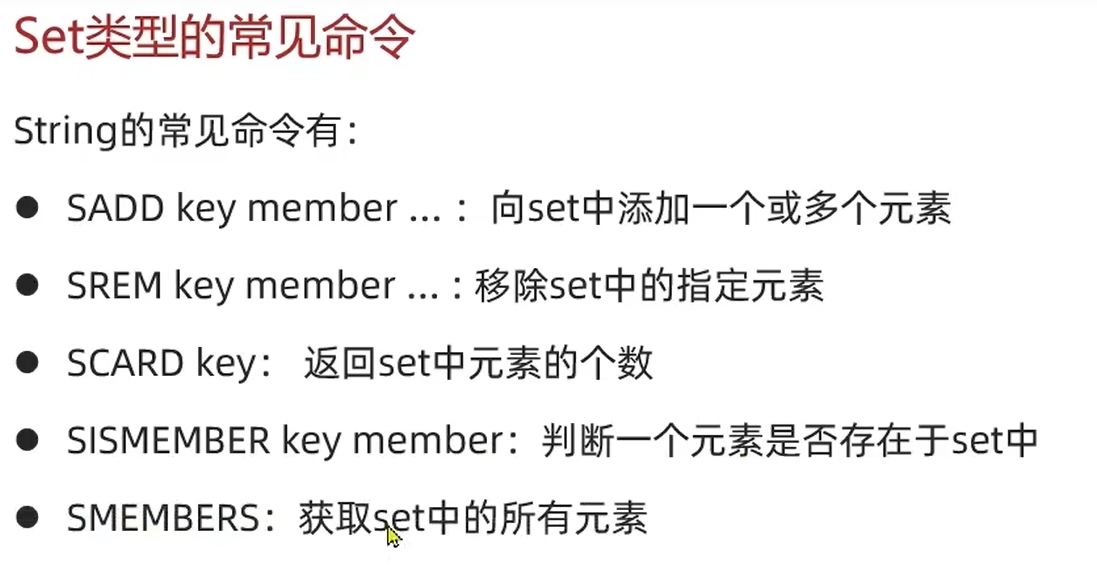 Set类型的常见命令
String的常见命令有：
● SADD key member ... ：向set中添加一个或多个元素
● SREM key member ... : 移除set中的指定元素
● SCARD key： 返回set中元素的个数
● SISMEMBER key member：判断一个元素是否存在于set中
● SMEMBERS：获取set中的所有元素